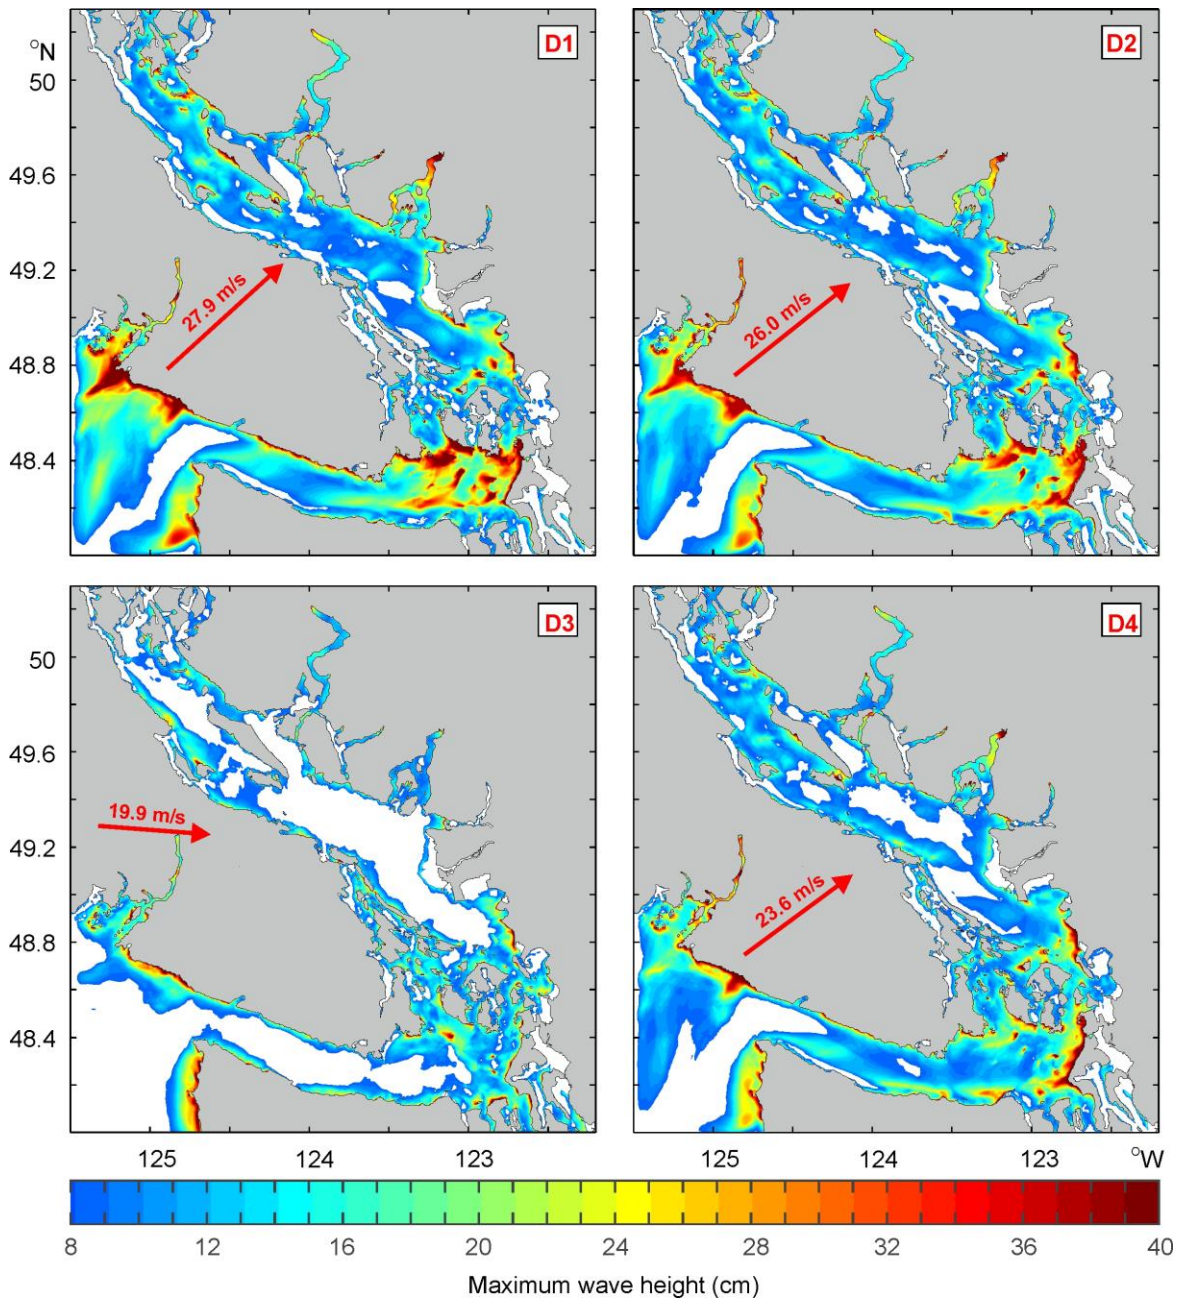 D1
D2
°N
50
49.6
27.9 m/s
26.0 m/s
49.2
48.8
48.4
D3
D4
50
49.6
19.9 m/s
49.2
23.6 m/s
48.8
48.4
125 124 123 125 124 123 °W
8 12 16 20 24 28 32 36 40
Maximum wave height (cm)